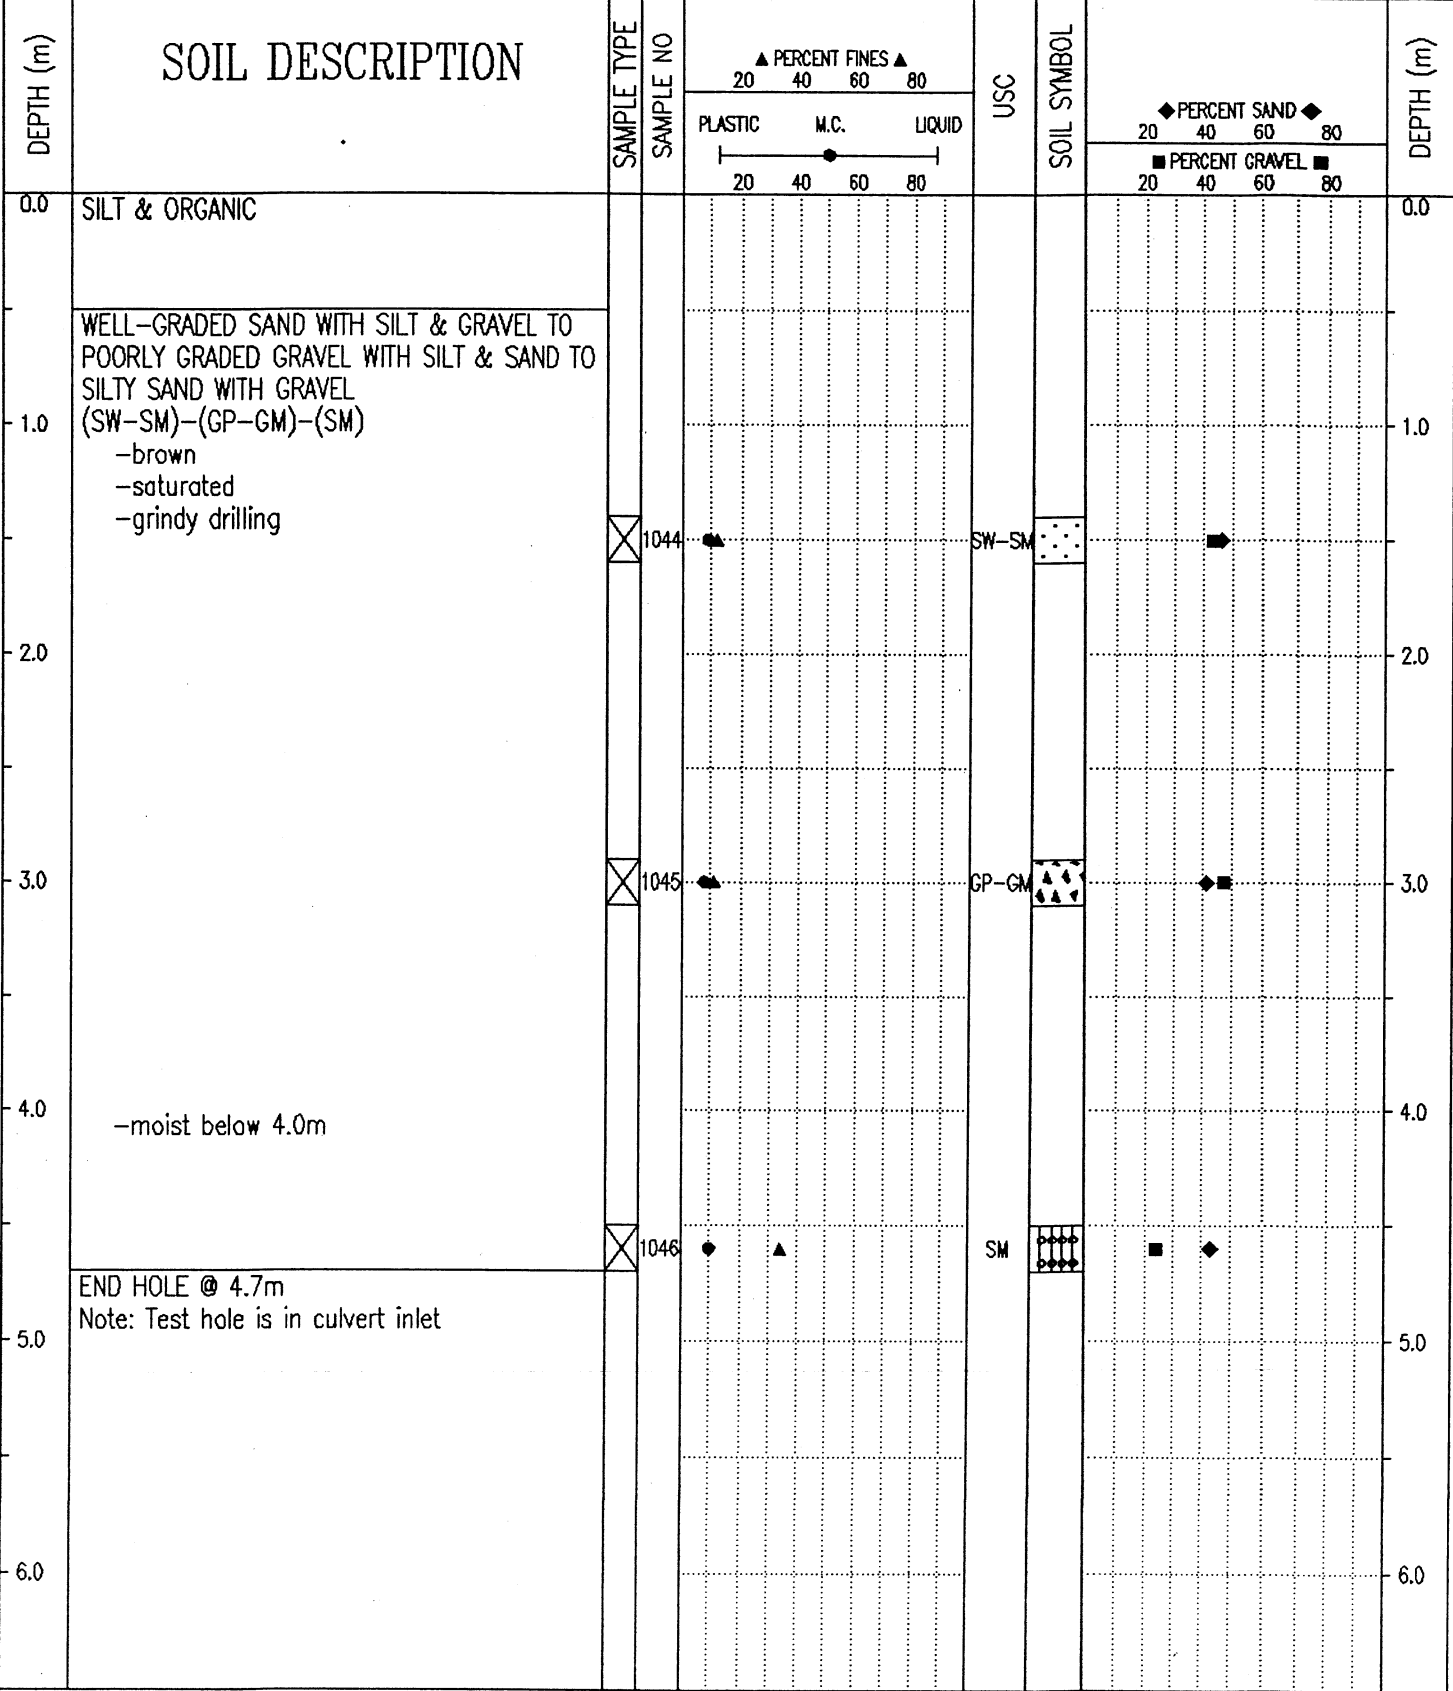 DEPTH (m)
SOIL DESCRIPTION
SAMPLE TYPE
SAMPLE NO
▲ PERCENT FINES ▲
20 40 60 80
PLASTIC M.C. LIQUID
20 40 60 80
USC
SOIL SYMBOL
◆PERCENT SAND ◆
20 40 60 80
■ PERCENT GRAVEL ■
20 40 60 80
DEPTH (m)
0.0 SILT & ORGANIC 0.0
WELL-GRADED SAND WITH SILT & GRAVEL TO
POORLY GRADED GRAVEL WITH SILT & SAND TO
SILTY SAND WITH GRAVEL
1.0 (SW-SM)-(GP-GM)-(SM) 1.0
-brown
-saturated
-grindy drilling
1044 SW-SM
2.0 2.0
3.0 1045 GP-GM 3.0
4.0 4.0
-moist below 4.0m
1046 SM
END HOLE @ 4.7m
Note: Test hole is in culvert inlet
5.0 5.0
6.0 6.0